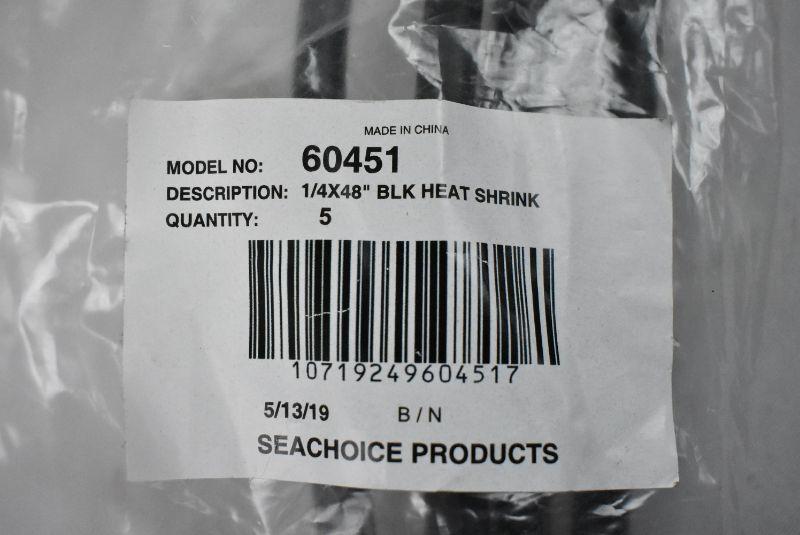 MADE IN CHINA
MODEL NO: 60451
DESCRIPTION: 1/4X48" BLK HEAT SHRINK
QUANTITY: 5
10719249604517
5/13/19 B/N
SEACHOICE PRODUCTS